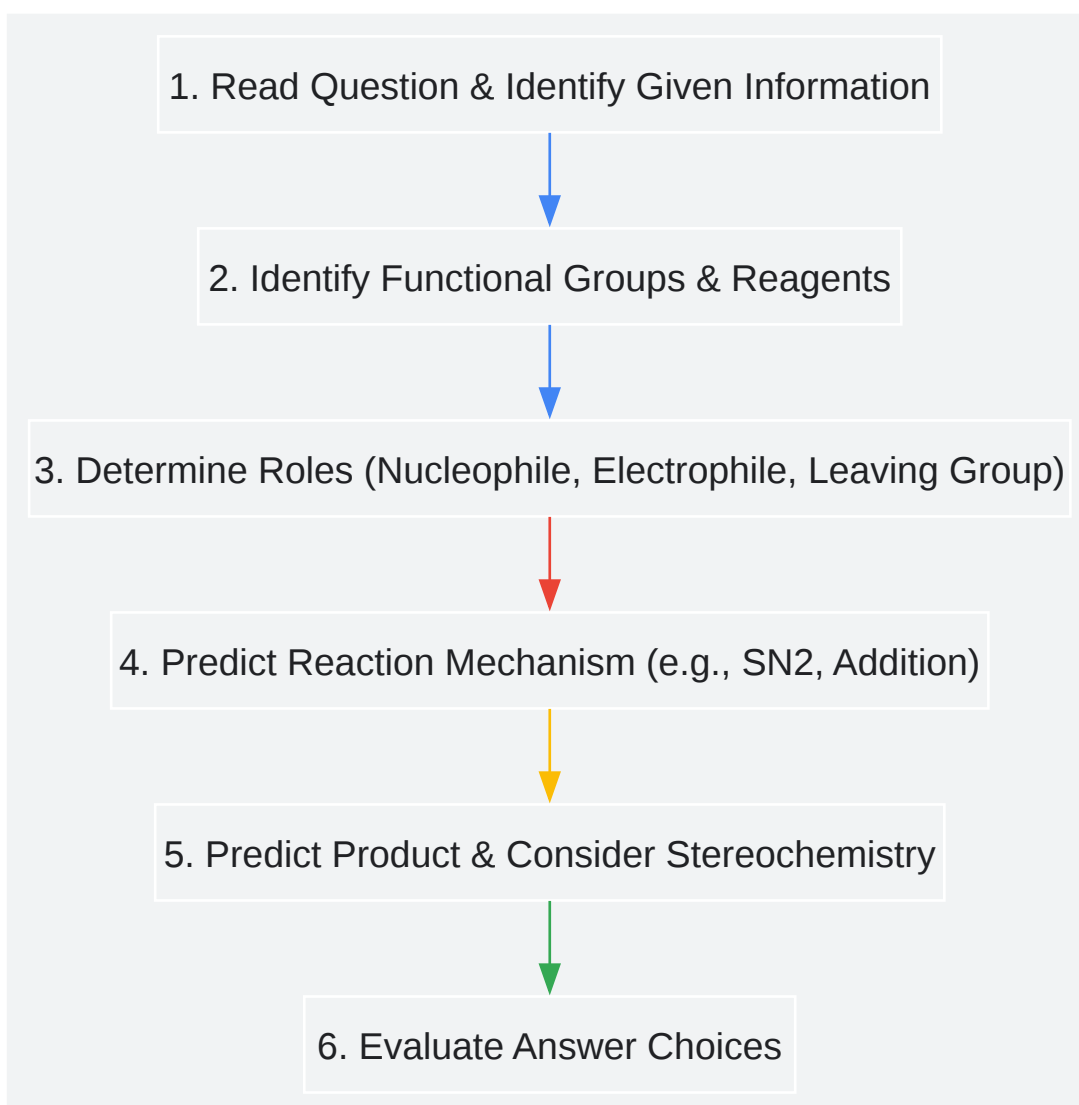 1. Read Question & Identify Given Information
2. Identify Functional Groups & Reagents
3. Determine Roles (Nucleophile, Electrophile, Leaving Group)
4. Predict Reaction Mechanism (e.g., SN2, Addition)
5. Predict Product & Consider Stereochemistry
6. Evaluate Answer Choices